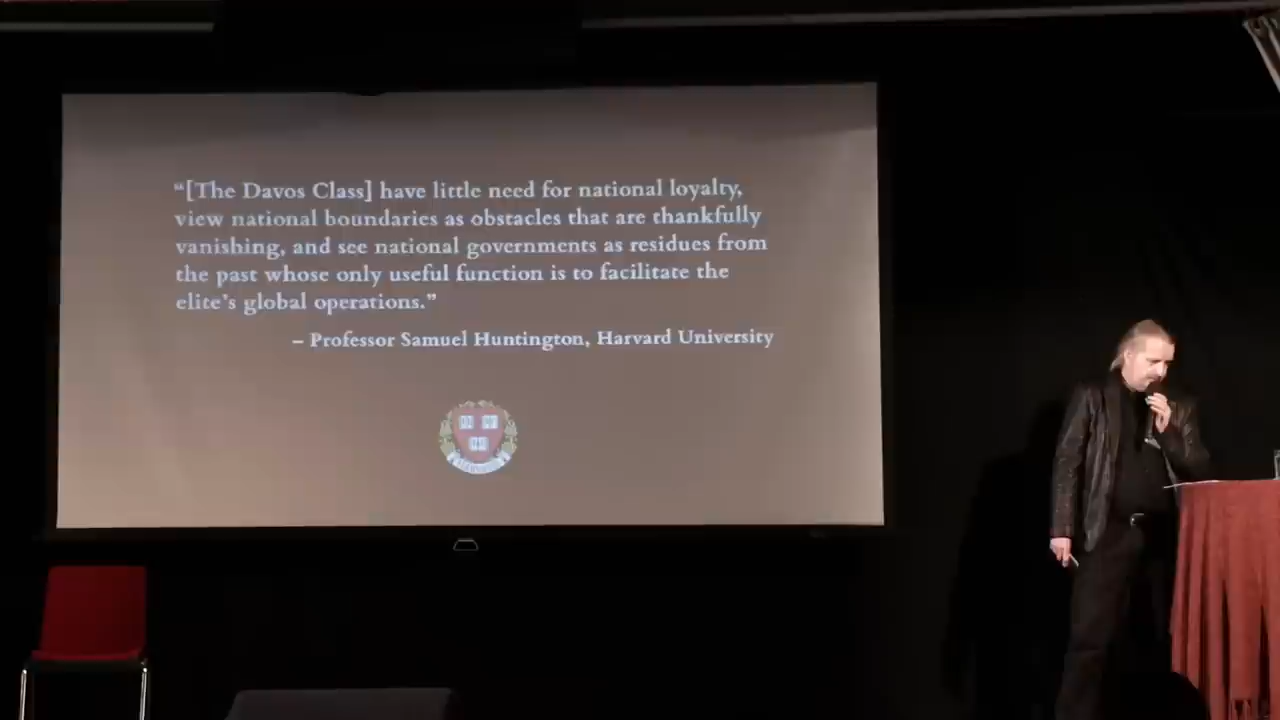 “[The Davos Class] have little need for national loyalty,
view national boundaries as obstacles that are thankfully
vanishing, and see national governments as residues from
the past whose only useful function is to facilitate the
elite’s global operations.”
– Professor Samuel Huntington, Harvard University